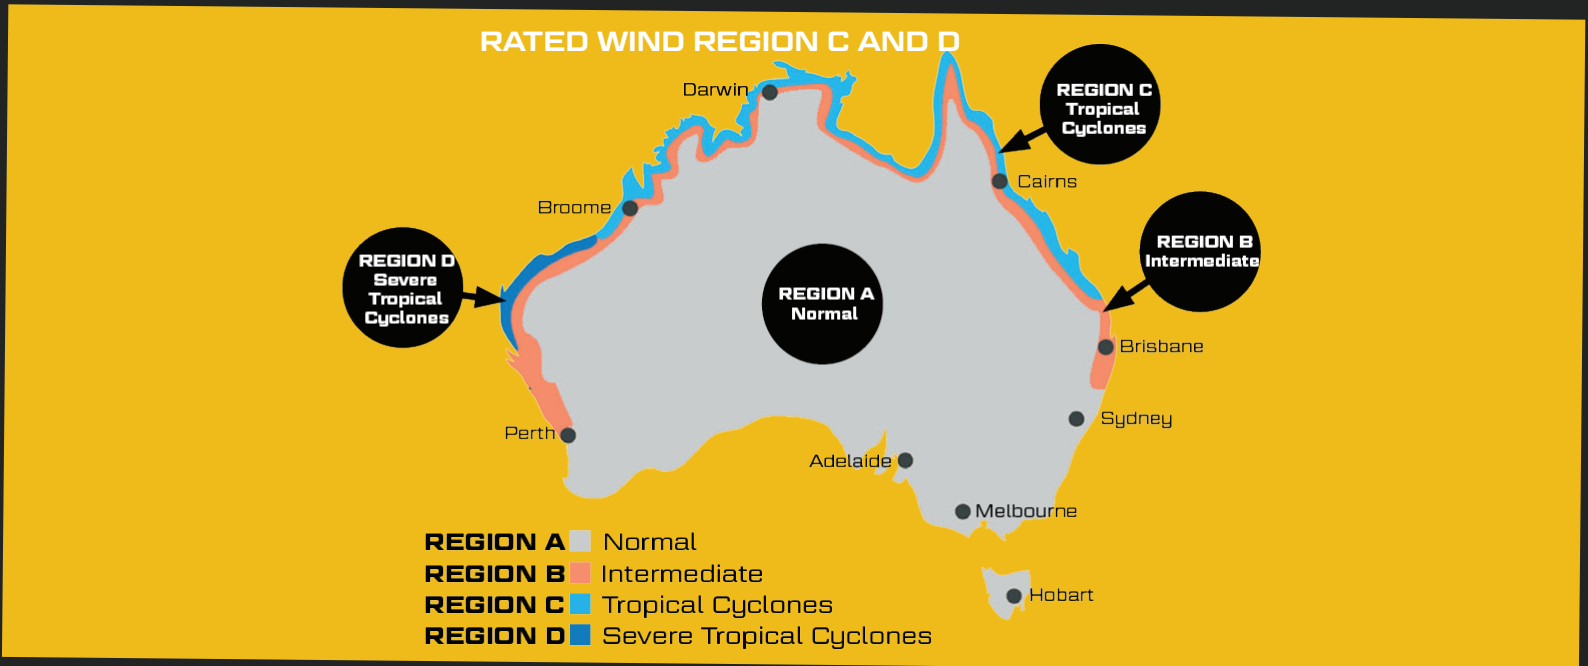 RATED WIND REGION C AND D
Darwin
REGION C
Tropical
Cyclones
Cairns
Broome
REGION B
Intermediate
REGION D
Severe
Tropical
Cyclones
REGION A
Normal
Brisbane
Sydney
Perth
Adelaide
Melbourne
REGION A Normal
REGION B Intermediate
REGION C Tropical Cyclones
REGION D Severe Tropical Cyclones
Hobart